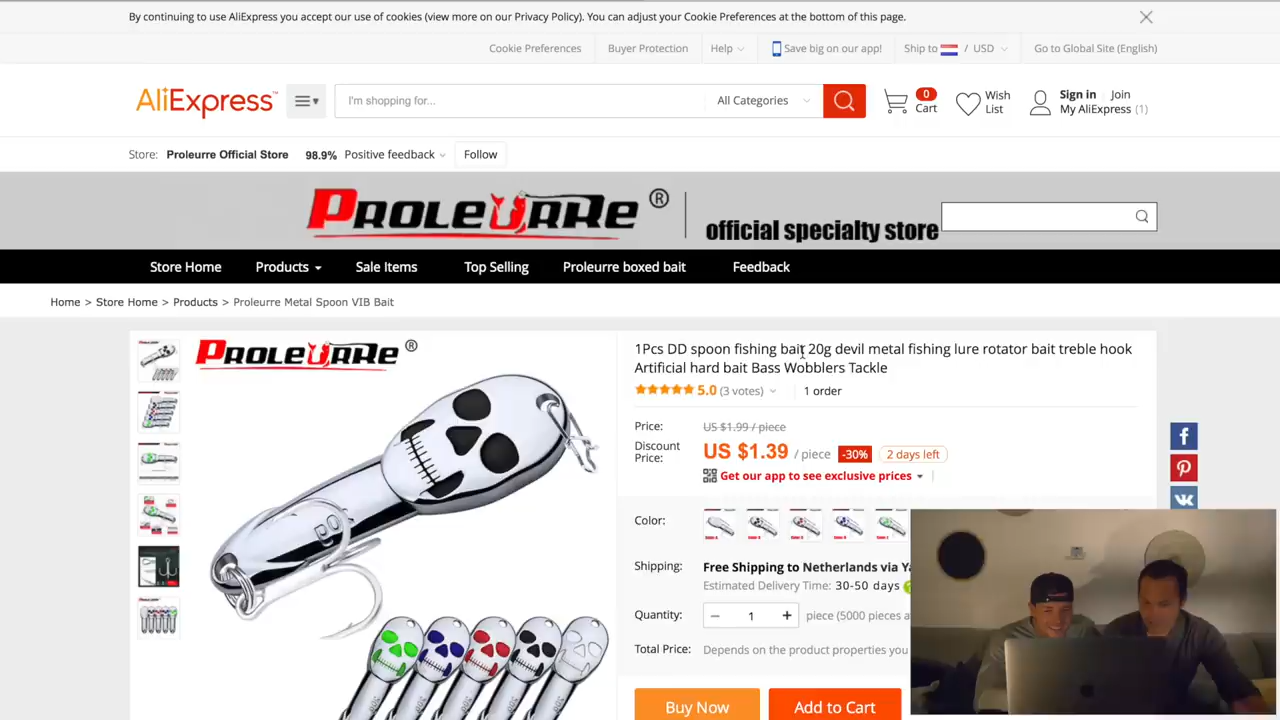 By continuing to use AliExpress you accept our use of cookies (view more on our Privacy Policy). You can adjust your Cookie Preferences at the bottom of this page.
Cookie Preferences Buyer Protection Help Save big on our app! Ship to / USD Go to Global Site (English)
AliExpress™ I'm shopping for... All Categories 0 Cart Wish List Sign in Join My AliExpress (1)
Store: Proleurre Official Store 98.9% Positive feedback Follow
PROLEURRE® official specialty store
Store Home Products Sale Items Top Selling Proleurre boxed bait Feedback
Home > Store Home > Products > Proleurre Metal Spoon VIB Bait
PROLEURRE®
1Pcs DD spoon fishing bait 20g devil metal fishing lure rotator bait treble hook
Artificial hard bait Bass Wobblers Tackle
5.0 (3 votes) 1 order
Price: US $1.99 / piece
Discount Price: US $1.39 / piece -30% 2 days left
Get our app to see exclusive prices
Color:
Shipping: Free Shipping to Netherlands via
Estimated Delivery Time: 30-50 days
Quantity: 1 piece (5000 pieces
Total Price: Depends on the product properties you
Buy Now Add to Cart